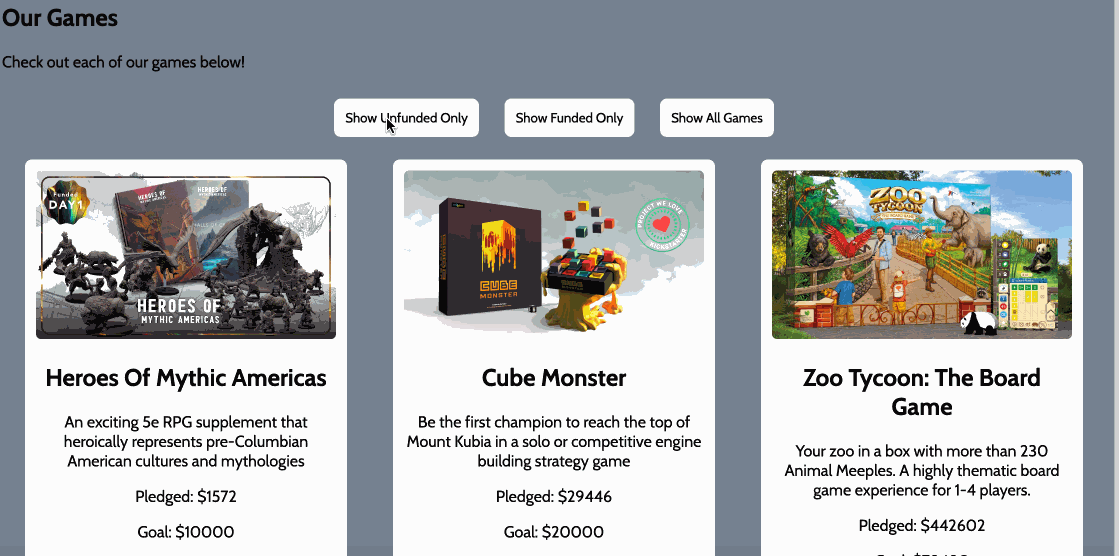 Our Games
Check out each of our games below!
Show Unfunded Only
Show Funded Only
Show All Games
Funded
DAY 1
HEROES OF
MYTHIC AMERICAS
HEROES OF
MYTHIC AMERICAS
CUBE
MONSTER
PROJECT WE LOVE
KICKSTARTER
ZOO
TYCOON
THE BOARD GAME
Heroes Of Mythic Americas
An exciting 5e RPG supplement that
heroically represents pre-Columbian
American cultures and mythologies
Pledged: $1572
Goal: $10000
Cube Monster
Be the first champion to reach the top of
Mount Kubia in a solo or competitive engine
building strategy game
Pledged: $29446
Goal: $20000
Zoo Tycoon: The Board
Game
Your zoo in a box with more than 230
Animal Meeples. A highly thematic board
game experience for 1-4 players.
Pledged: $442602